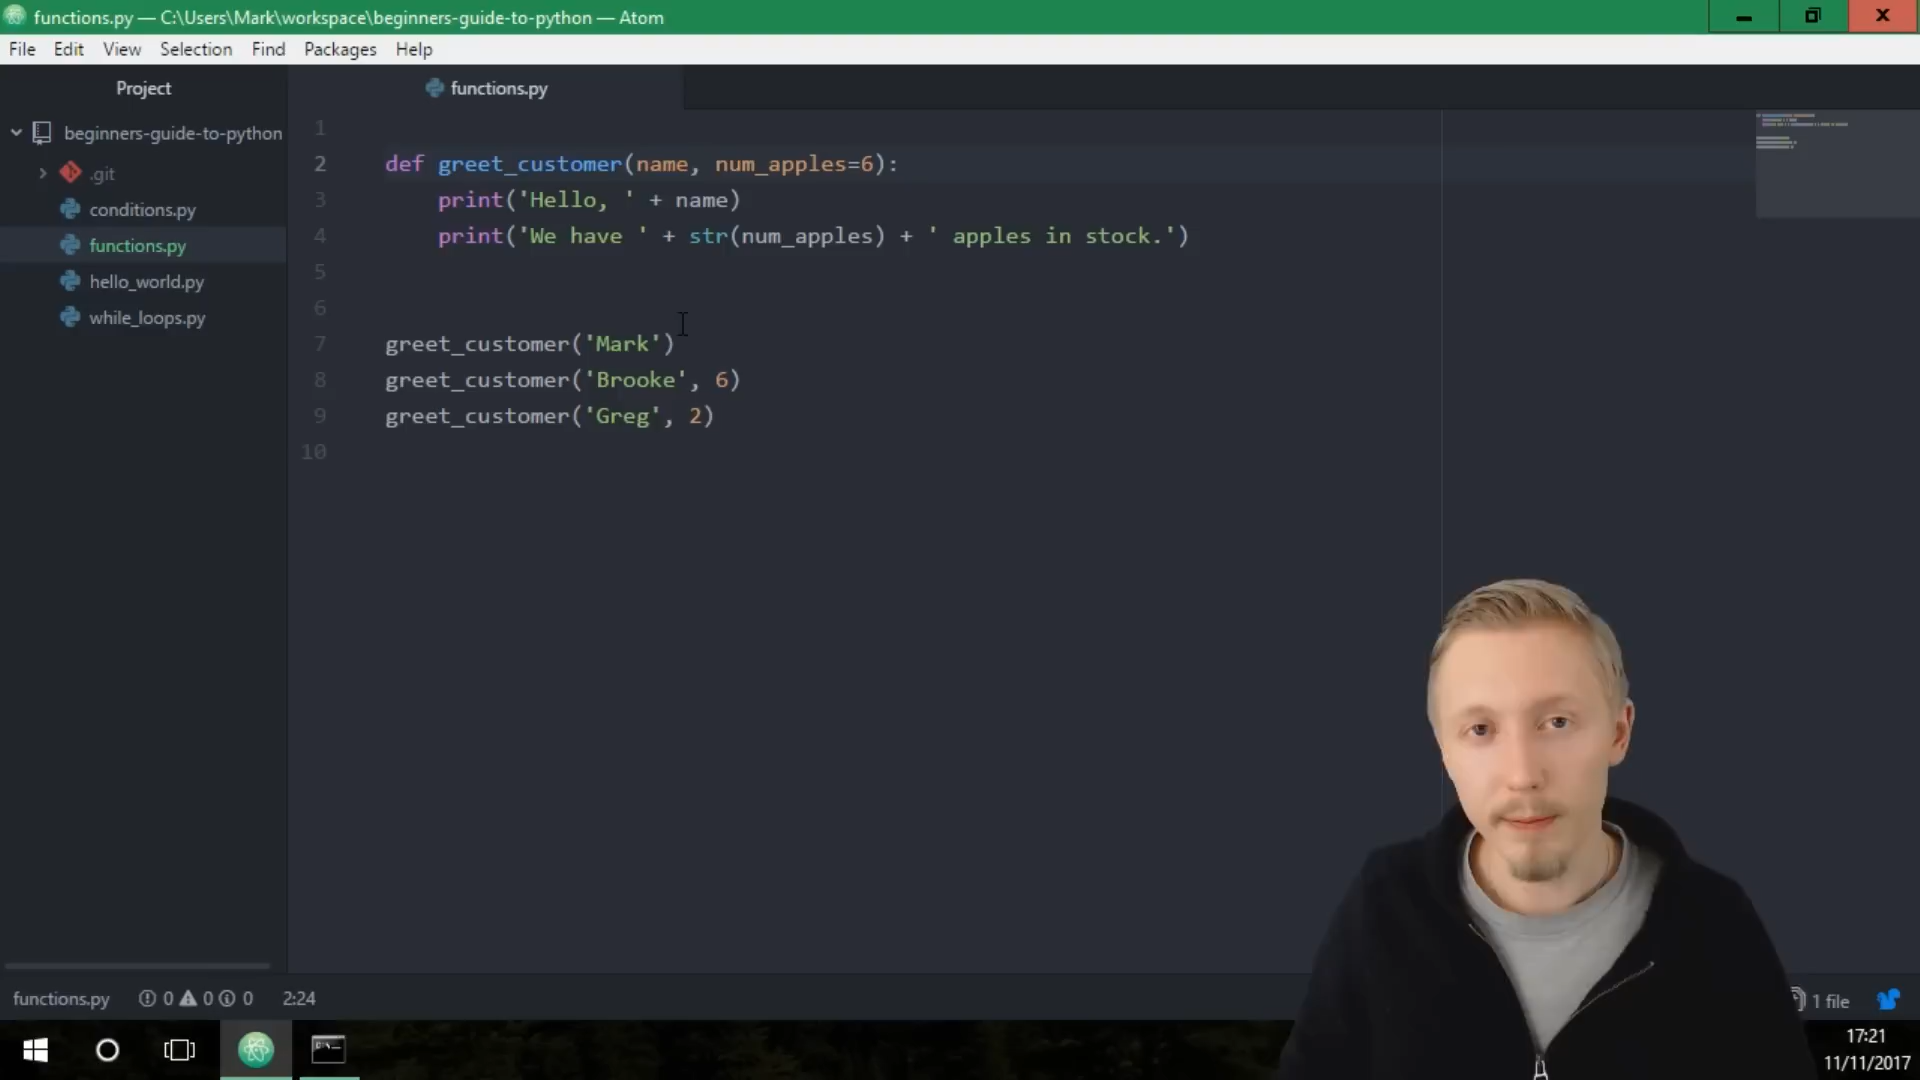 functions.py — C:\Users\Mark\workspace\beginners-guide-to-python — Atom
File Edit View Selection Find Packages Help
Project
functions.py
beginners-guide-to-python
.git
conditions.py
functions.py
hello_world.py
while_loops.py
1
2 def greet_customer(name, num_apples=6):
3 print('Hello, ' + name)
4 print('We have ' + str(num_apples) + ' apples in stock.')
5
6
7 greet_customer('Mark')
8 greet_customer('Brooke', 6)
9 greet_customer('Greg', 2)
10
functions.py 0 0 0 2:24
1 file
17:21
11/11/2017